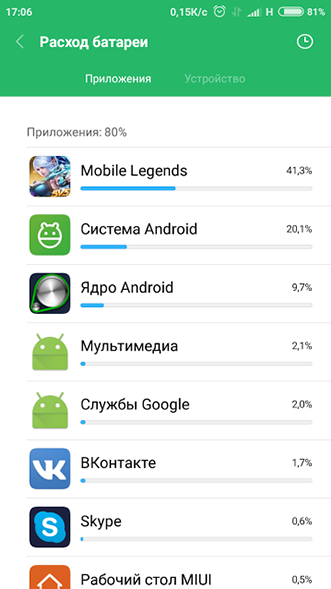 17:06 0,15К/с H 81%
Расход батареи
Приложения Устройство
Приложения: 80%
Mobile Legends 41,3%
Система Android 20,1%
Ядро Android 9,7%
Мультимедиа 2,1%
Службы Google 2,0%
ВКонтакте 1,7%
Skype 0,6%
Рабочий стол MIUI 0,5%